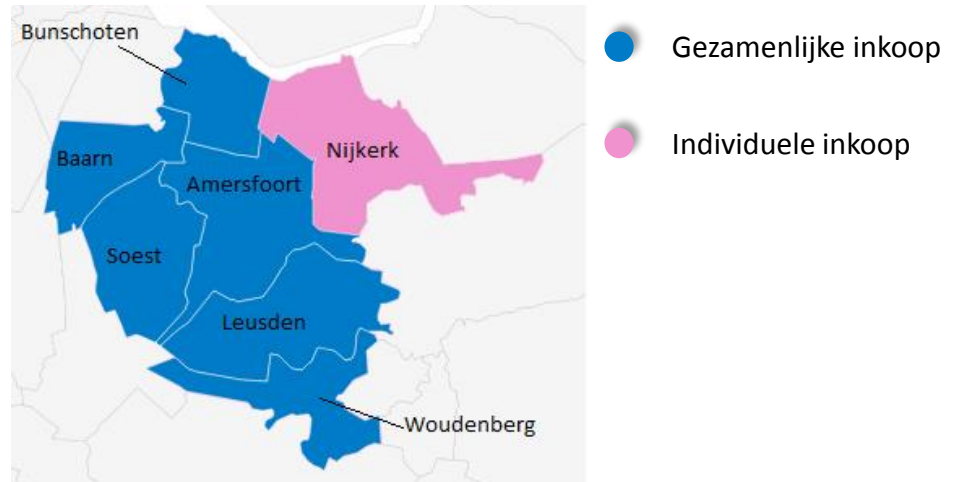 Bunschoten
Gezamenlijke inkoop
Individuele inkoop
Nijkerk
Baarn
Amersfoort
Soest
Leusden
Woudenberg